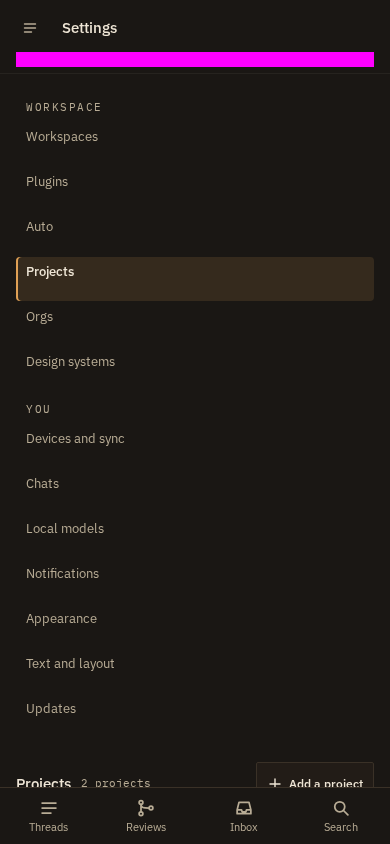 Settings
WORKSPACE
Workspaces
Plugins
Auto
Projects
Orgs
Design systems
YOU
Devices and sync
Chats
Local models
Notifications
Appearance
Text and layout
Updates
Projects 2 projects Add a project
Threads Reviews Inbox Search